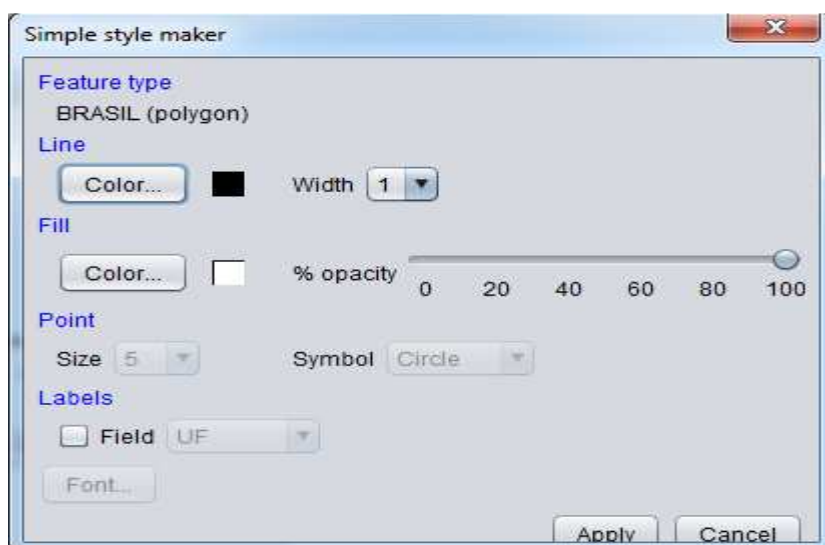 Simple style maker
Feature type
BRASIL (polygon)
Line
Color... Width 1
Fill
Color... % opacity
0 20 40 60 80 100
Point
Size 5 Symbol Circle
Labels
Field UF
Font...
Apply Cancel